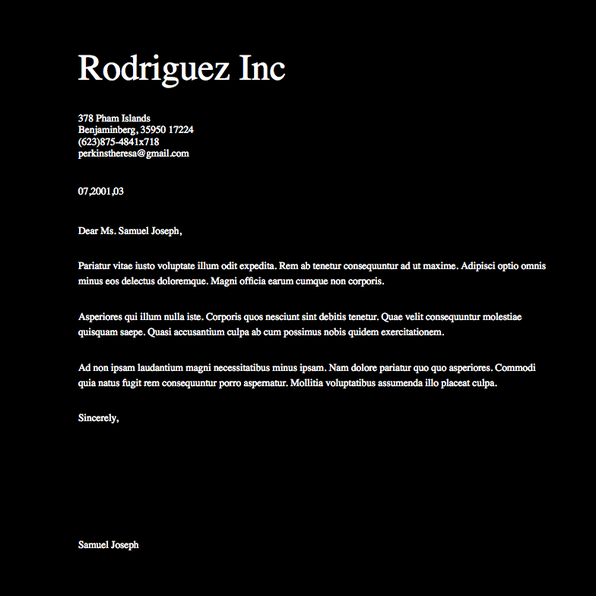 Rodriguez Inc
378 Pham Islands
Benjaminberg, 35950 17224
(623)875-4841x718
perkinstheresa@gmail.com
07,2001,03
Dear Ms. Samuel Joseph,
Pariatur vitae iusto voluptate illum odit expedita. Rem ab tenetur consequuntur ad ut maxime. Adipisci optio omnis
minus eos delectus doloremque. Magni officia earum cumque non corporis.
Asperiores qui illum nulla iste. Corporis quos nesciunt sint debitis tenetur. Quae velit consequuntur molestiae
quisquam saepe. Quasi accusantium culpa ab cum possimus nobis quidem exercitationem.
Ad non ipsam laudantium magni necessitatibus minus ipsam. Nam dolore pariatur quo quo asperiores. Commodi
quia natus fugit rem consequuntur porro aspernatur. Mollitia voluptatibus assumenda illo placeat culpa.
Sincerely,
Samuel Joseph